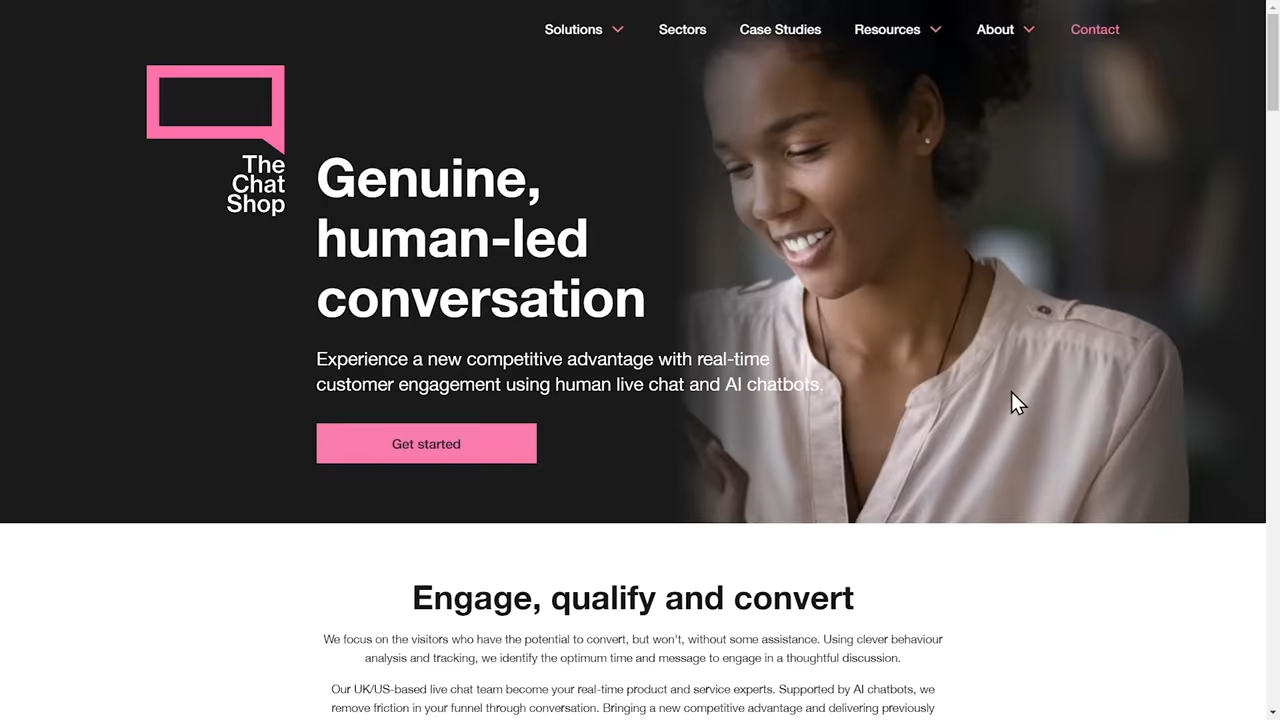 Solutions
Sectors
Case Studies
Resources
About
Contact
The
Chat
Shop
Genuine,
human-led
conversation
Experience a new competitive advantage with real-time
customer engagement using human live chat and AI chatbots.
Get started
Engage, qualify and convert
We focus on the visitors who have the potential to convert, but won't, without some assistance. Using clever behaviour
analysis and tracking, we identify the optimum time and message to engage in a thoughtful discussion.
Our UK/US-based live chat team become your real-time product and service experts. Supported by AI chatbots, we
remove friction in your funnel through conversation. Bringing a new competitive advantage and delivering previously